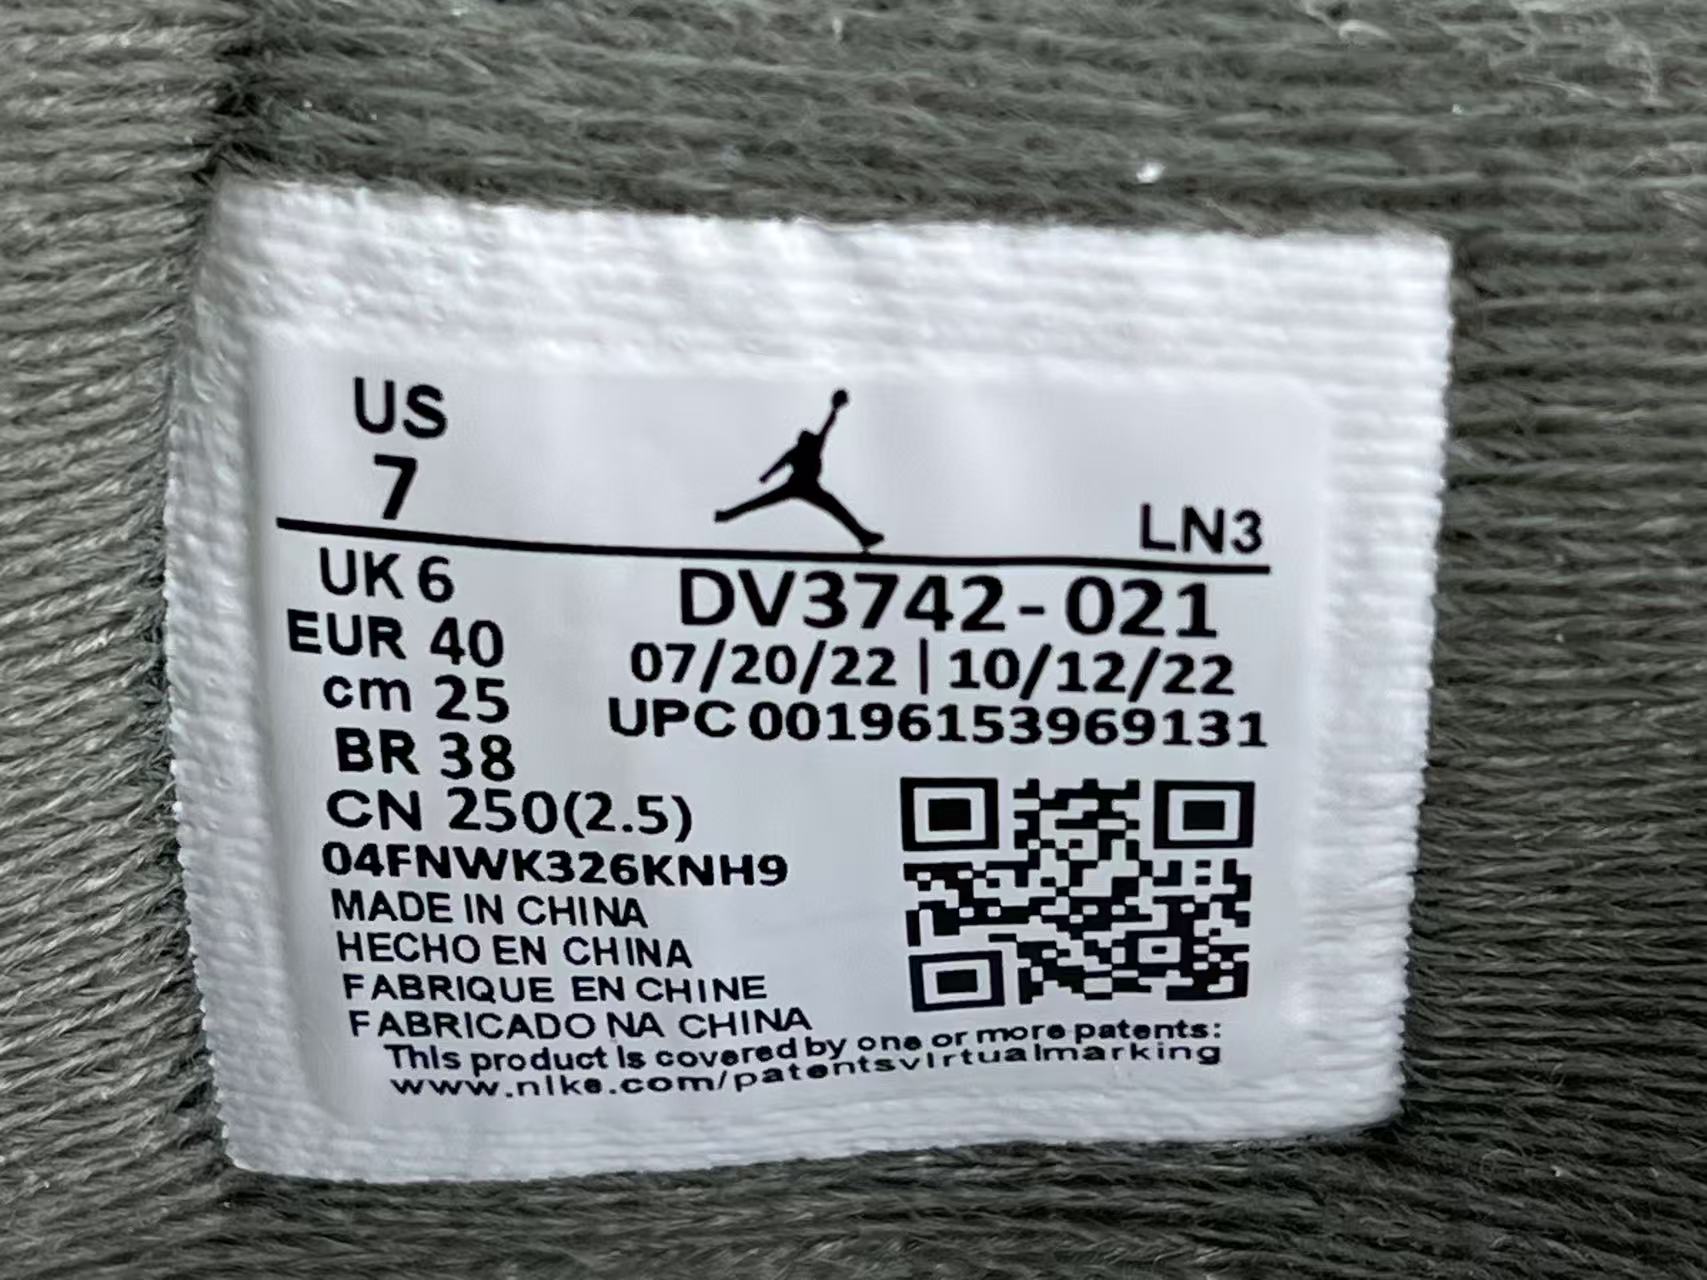 US
7
LN3
UK 6
EUR 40
cm 25
BR 38
CN 250(2.5)
DV3742-021
07/20/22 | 10/12/22
UPC 00196153969131
04FNWK326KNH9
MADE IN CHINA
HECHO EN CHINA
FABRIQUE EN CHINE
FABRICADO NA CHINA
This product is covered by one or more patents:
www.nike.com/patentsvirtualmarking